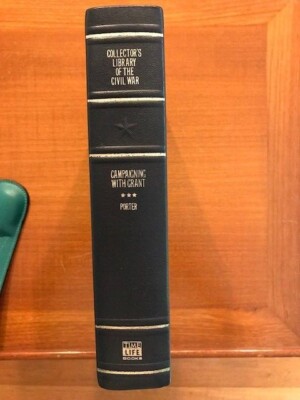 COLLECTOR'S
LIBRARY
OF THE
CIVIL WAR
CAMPAIGNING
WITH GRANT
★★★
PORTER
TIME
LIFE
BOOKS